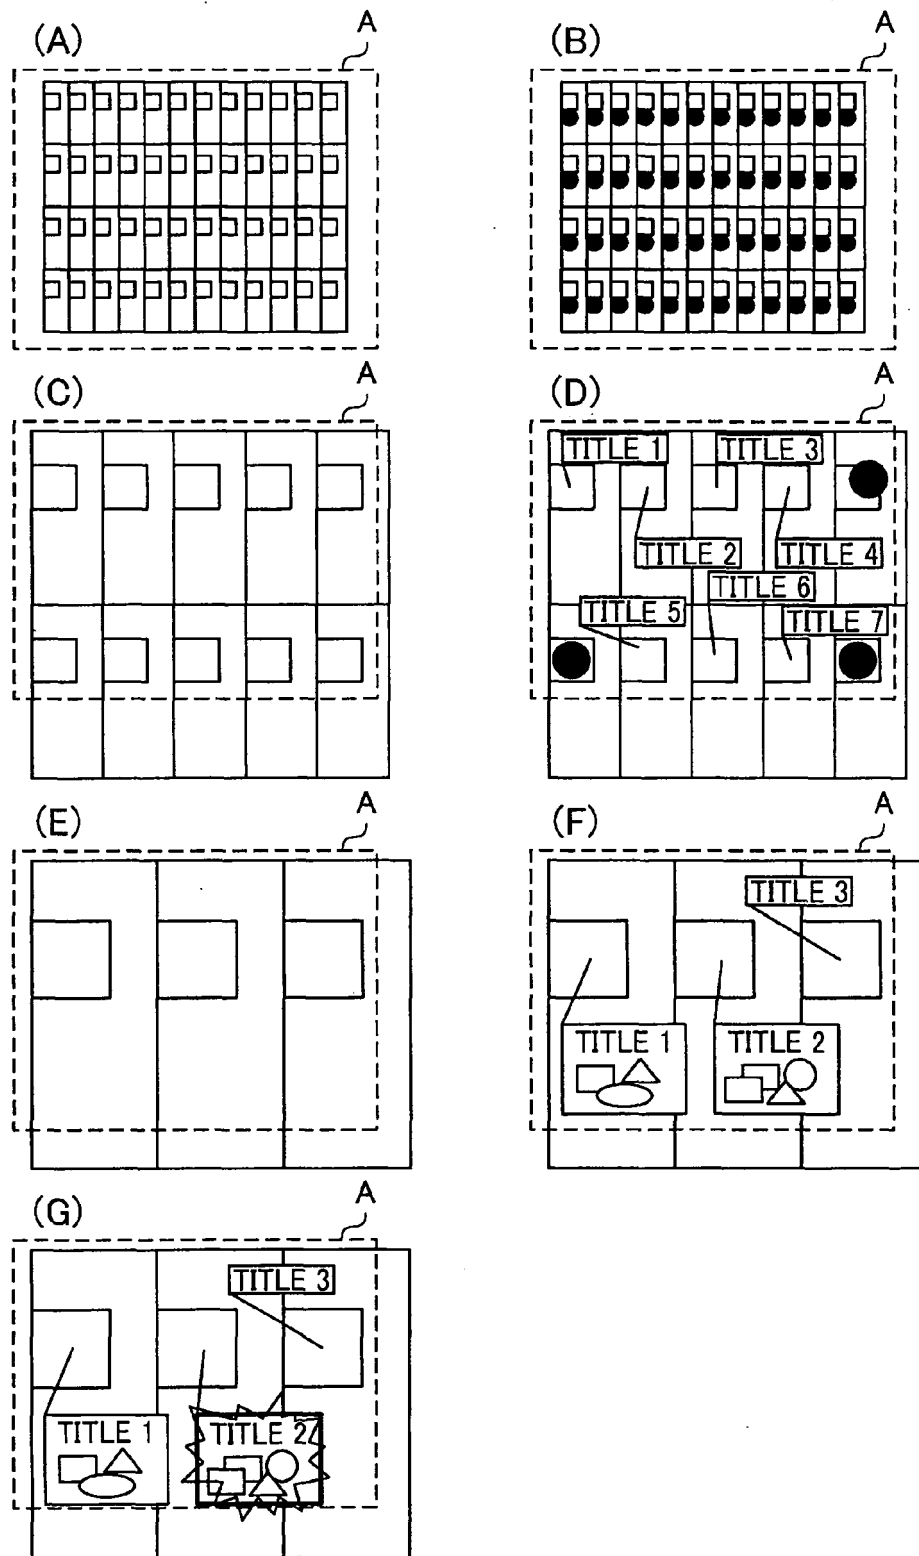 (A)
A
(B)
A
(C)
A
(D)
A
TITLE 1
TITLE 3
TITLE 2
TITLE 4
TITLE 6
TITLE 5
TITLE 7
(E)
A
(F)
A
TITLE 3
TITLE 1
TITLE 2
(G)
A
TITLE 3
TITLE 1
TITLE 2